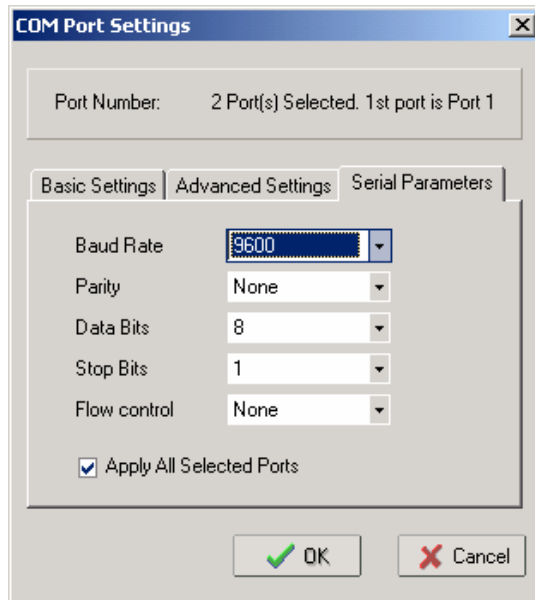 COM Port Settings
Port Number: 2 Port(s) Selected. 1st port is Port 1
Basic Settings Advanced Settings Serial Parameters
Baud Rate 9600
Parity None
Data Bits 8
Stop Bits 1
Flow control None
Apply All Selected Ports
OK Cancel